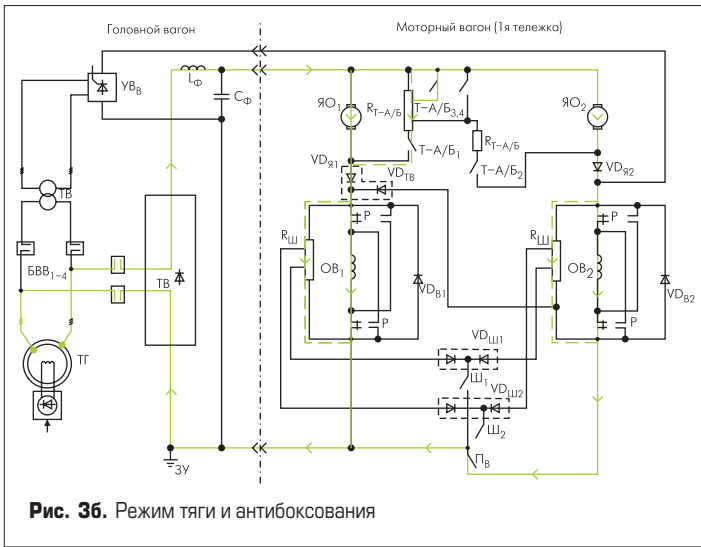 Головной вагон
Моторный вагон (1я тележка)
УВВ
LФ
CФ
ЯО1
RТ–А/Б
Т–А/Б3,4
ЯО2
RТ–А/Б
Т–А/Б1
Т–А/Б2
ТВ
VDЯ1
VDТВ
VDЯ2
БВВ1–4
RШ
Р
ОВ1
VDВ1
RШ
Р
ОВ2
VDВ2
ТВ
Р
Р
ТГ
VDШ1
Ш1
VDШ2
Ш2
ЗУ
ПВ
Рис. 3б. Режим тяги и антибоксования